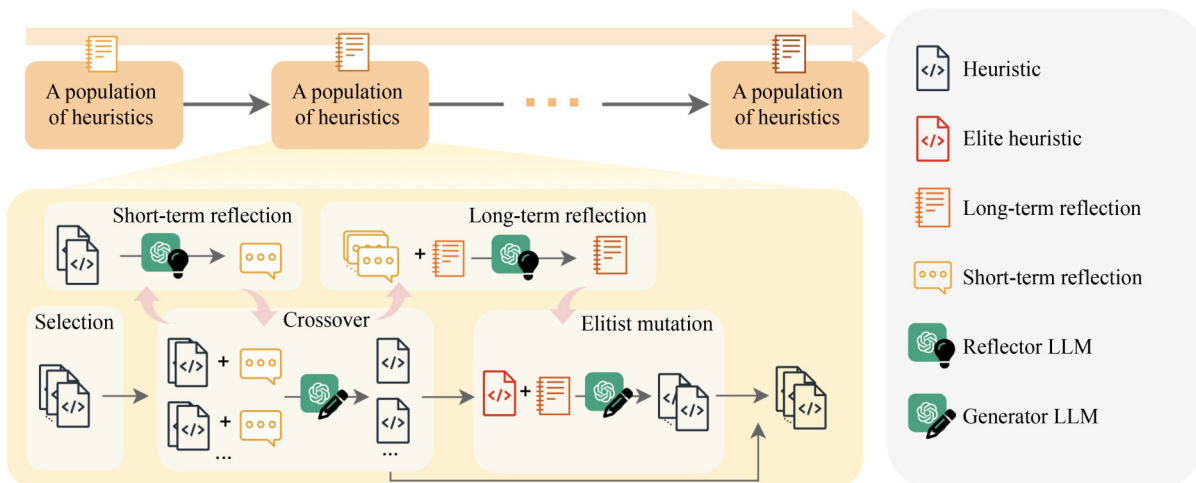 A population
of heuristics
A population
of heuristics
A population
of heuristics
Short-term reflection
Long-term reflection
+
Selection
Crossover
Elitist mutation
+
+
...
...
+
Heuristic
Elite heuristic
Long-term reflection
Short-term reflection
Reflector LLM
Generator LLM